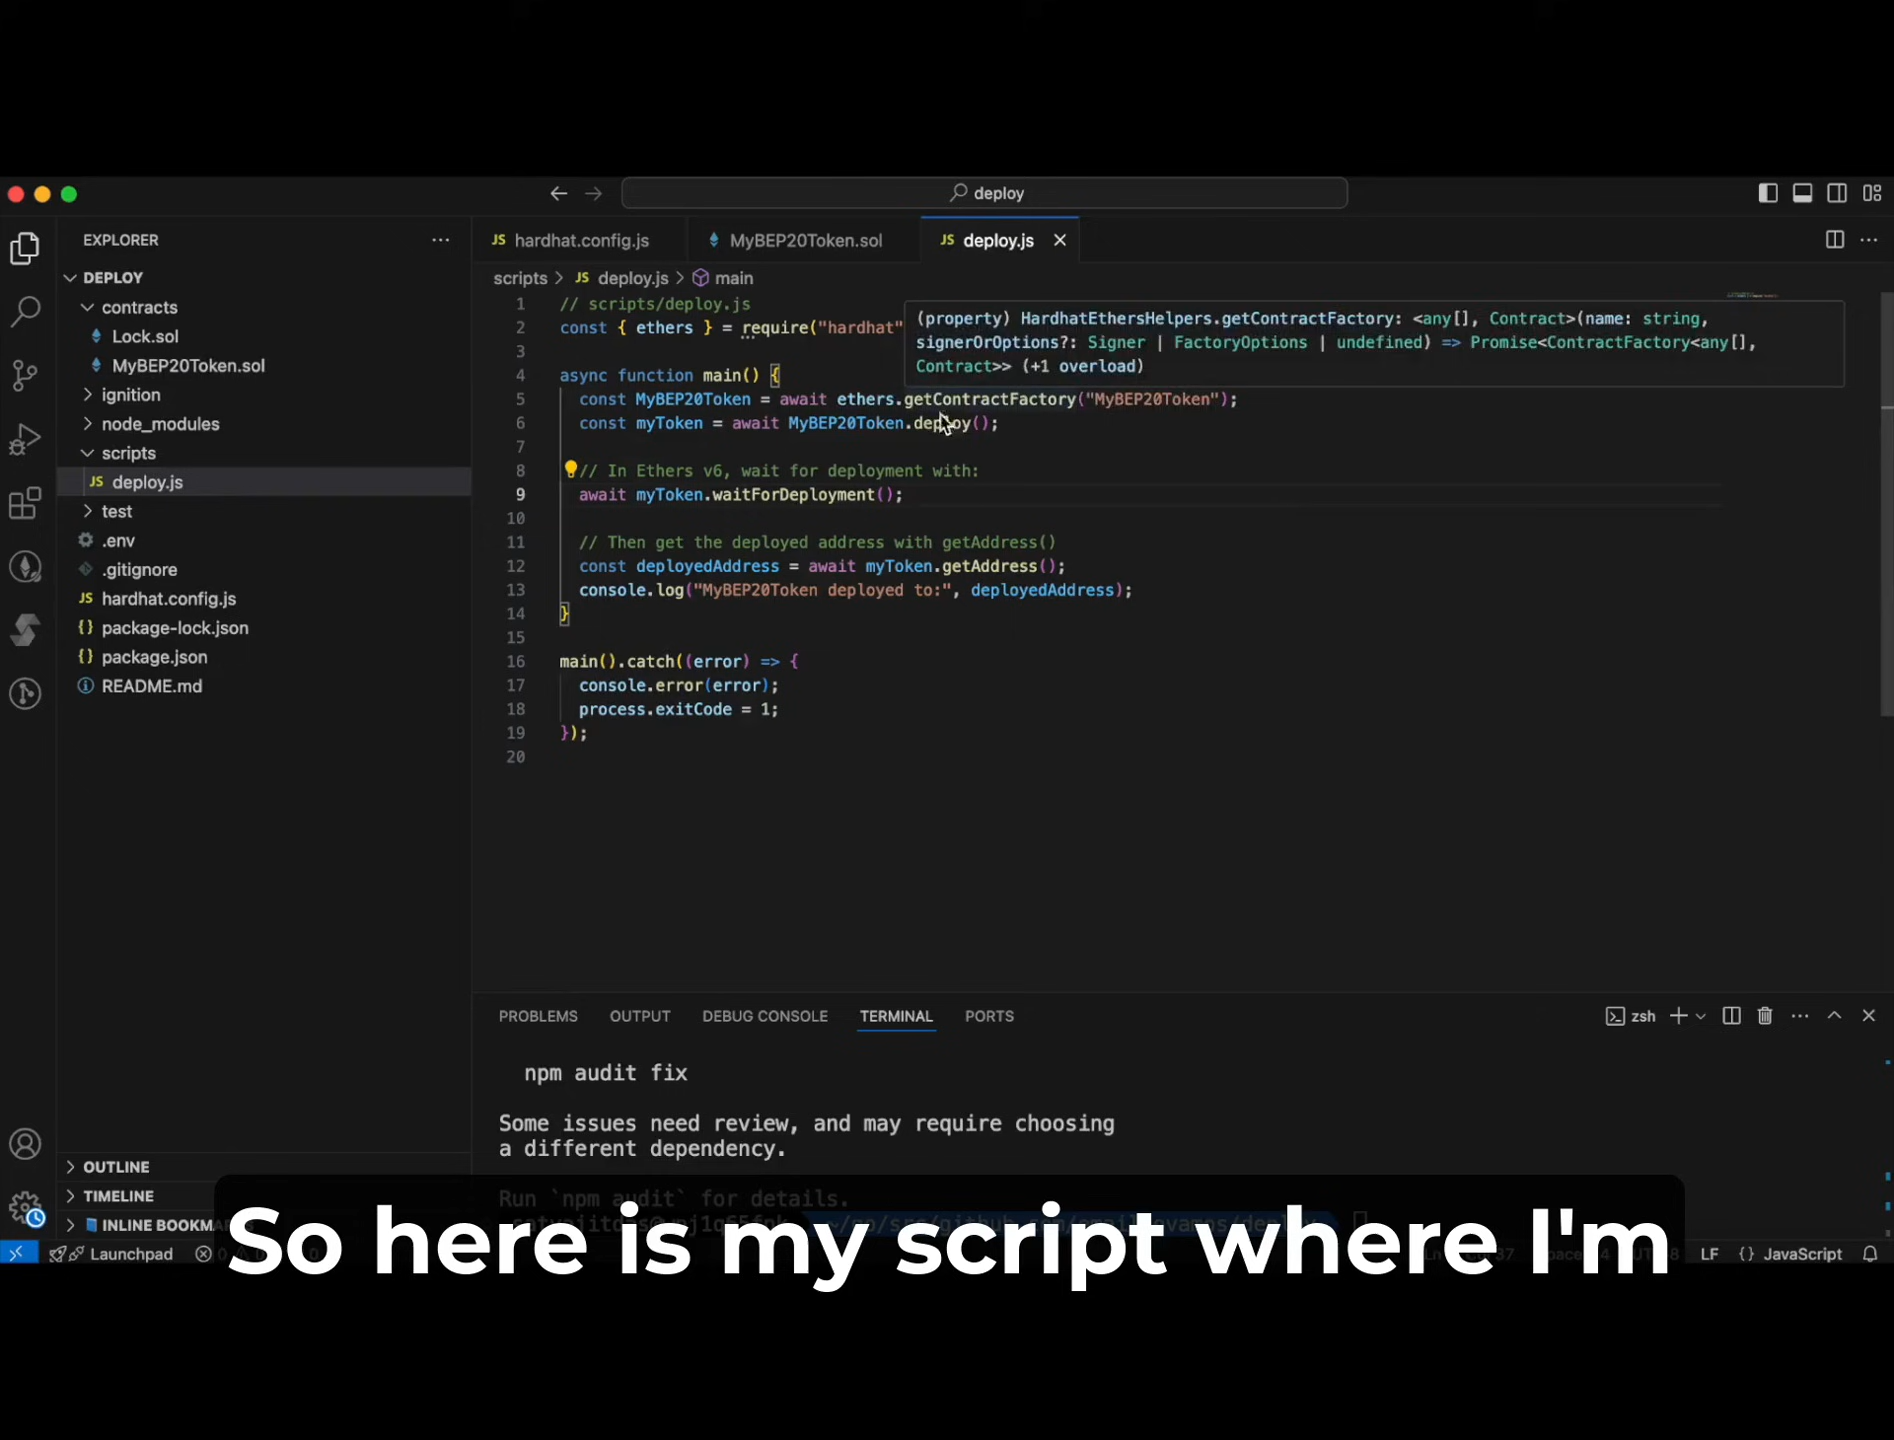 deploy
EXPLORER
DEPLOY
contracts
Lock.sol
MyBEP20Token.sol
ignition
node_modules
scripts
JS deploy.js
test
.env
.gitignore
JS hardhat.config.js
{} package-lock.json
{} package.json
README.md
OUTLINE
TIMELINE
JS hardhat.config.js
MyBEP20Token.sol
JS deploy.js
scripts > JS deploy.js > main
1 // scripts/deploy.js
2 const { ethers } = require("hardhat"
(property) HardhatEthersHelpers.getContractFactory: <any[], Contract>(name: string,
signerOrOptions?: Signer | FactoryOptions | undefined) => Promise<ContractFactory<any[],
Contract>> (+1 overload)
3
4 async function main() {
5 const MyBEP20Token = await ethers.getContractFactory("MyBEP20Token");
6 const myToken = await MyBEP20Token.deploy();
7
8 // In Ethers v6, wait for deployment with:
9 await myToken.waitForDeployment();
10
11 // Then get the deployed address with getAddress()
12 const deployedAddress = await myToken.getAddress();
13 console.log("MyBEP20Token deployed to:", deployedAddress);
14 }
15
16 main().catch((error) => {
17 console.error(error);
18 process.exitCode = 1;
19 });
20
PROBLEMS OUTPUT DEBUG CONSOLE TERMINAL PORTS
zsh
npm audit fix
Some issues need review, and may require choosing
a different dependency.
Run `npm audit` for details.
INLINE BOOKMA
Launchpad
LF {} JavaScript
So here is my script where I'm